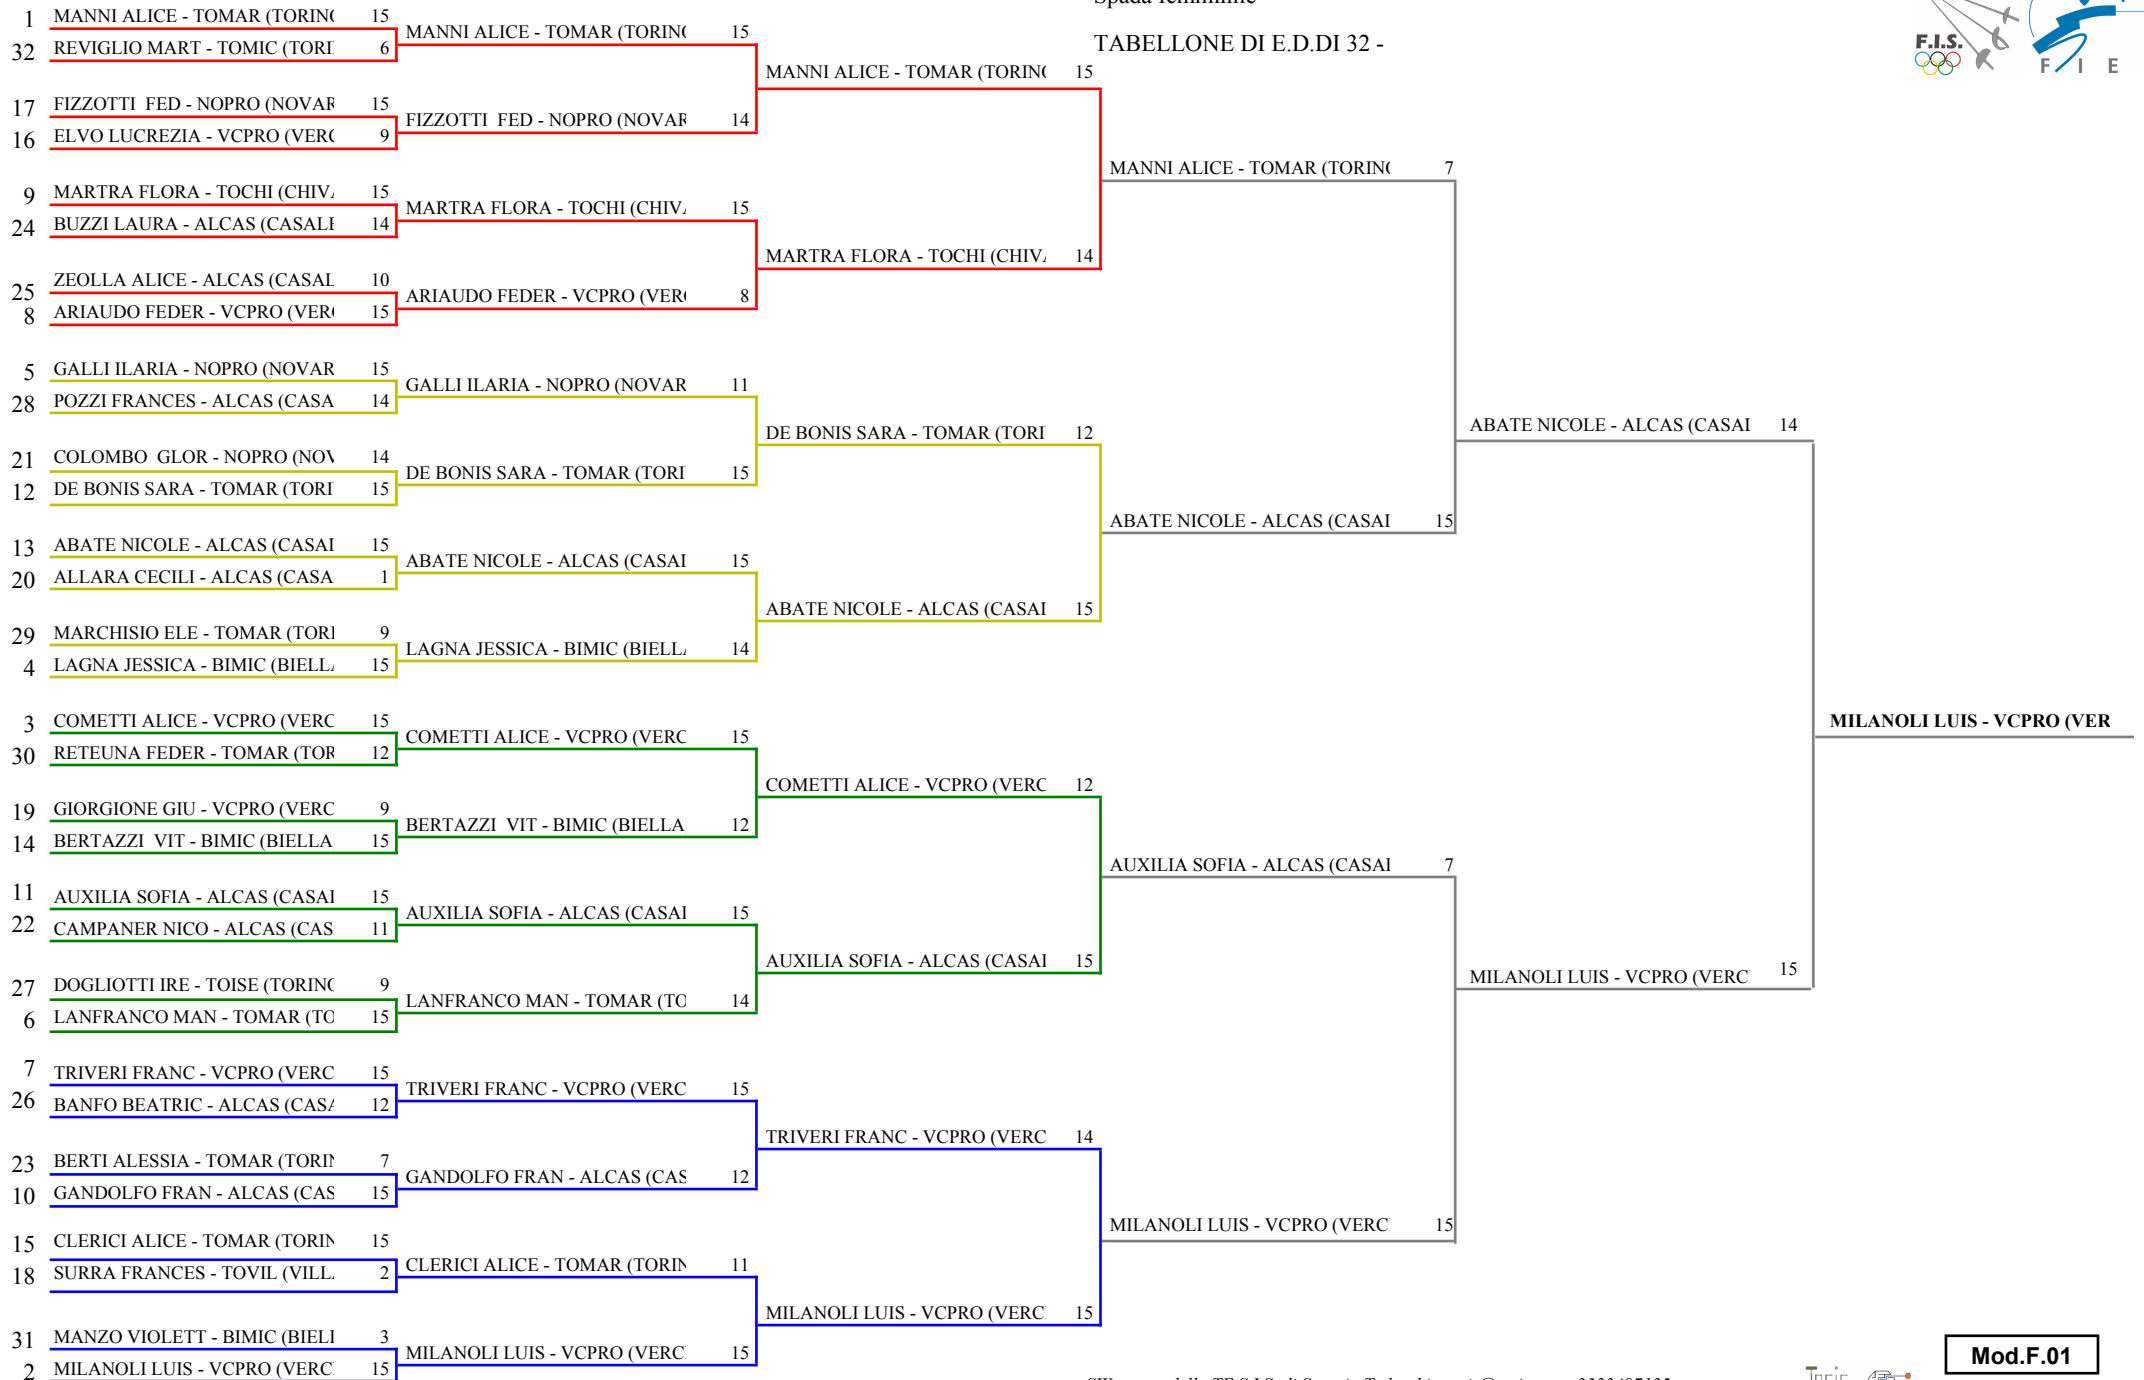 Spada femminile
TABELLONE DI E.D.DI 32 -
F.I.S.
F I E
1 MANNI ALICE - TOMAR (TORIN 15
32 REVIGLIO MART - TOMIC (TORI 6
17 FIZZOTTI FED - NOPRO (NOVAR 15
16 ELVO LUCREZIA - VCPRO (VER 9
9 MARTRA FLORA - TOCHI (CHIV 15
24 BUZZI LAURA - ALCAS (CASAL 14
25 ZEOLLA ALICE - ALCAS (CASAL 10
8 ARIAUDO FEDER - VCPRO (VER 15
5 GALLI ILARIA - NOPRO (NOVAR 15
28 POZZI FRANCES - ALCAS (CASA 14
21 COLOMBO GLOR - NOPRO (NOV 14
12 DE BONIS SARA - TOMAR (TORI 15
13 ABATE NICOLE - ALCAS (CASAI 15
20 ALLARA CECILI - ALCAS (CASA 1
29 MARCHISIO ELE - TOMAR (TORI 9
4 LAGNA JESSICA - BIMIC (BIELL 15
3 COMETTI ALICE - VCPRO (VERC 15
30 RETEUNA FEDER - TOMAR (TOR 12
19 GIORGIONE GIU - VCPRO (VERC 9
14 BERTAZZI VIT - BIMIC (BIELLA 15
11 AUXILIA SOFIA - ALCAS (CASAI 15
22 CAMPANER NICO - ALCAS (CAS 11
27 DOGLIOTTI IRE - TOISE (TORIN 9
6 LANFRANCO MAN - TOMAR (TO 15
7 TRIVERI FRANC - VCPRO (VERC 15
26 BANFO BEATRIC - ALCAS (CAS 12
23 BERTI ALESSIA - TOMAR (TORI 7
10 GANDOLFO FRAN - ALCAS (CAS 15
15 CLERICI ALICE - TOMAR (TORIN 15
18 SURRA FRANCES - TOVIL (VILL 2
31 MANZO VIOLETT - BIMIC (BIELI 3
2 MILANOLI LUIS - VCPRO (VERC 15
MANNI ALICE - TOMAR (TORIN 15
FIZZOTTI FED - NOPRO (NOVAR 14
MARTRA FLORA - TOCHI (CHIV 15
ARIAUDO FEDER - VCPRO (VER 8
GALLI ILARIA - NOPRO (NOVAR 11
DE BONIS SARA - TOMAR (TORI 15
ABATE NICOLE - ALCAS (CASAI 15
LAGNA JESSICA - BIMIC (BIELL 14
COMETTI ALICE - VCPRO (VERC 15
BERTAZZI VIT - BIMIC (BIELLA 12
AUXILIA SOFIA - ALCAS (CASAI 15
LANFRANCO MAN - TOMAR (TO 14
TRIVERI FRANC - VCPRO (VERC 15
GANDOLFO FRAN - ALCAS (CAS 12
CLERICI ALICE - TOMAR (TORIN 11
MILANOLI LUIS - VCPRO (VERC 15
MANNI ALICE - TOMAR (TORIN 15
MARTRA FLORA - TOCHI (CHIV 14
DE BONIS SARA - TOMAR (TORI 12
ABATE NICOLE - ALCAS (CASAI 15
COMETTI ALICE - VCPRO (VERC 12
AUXILIA SOFIA - ALCAS (CASAI 15
TRIVERI FRANC - VCPRO (VERC 14
MILANOLI LUIS - VCPRO (VERC 15
MANNI ALICE - TOMAR (TORIN 7
ABATE NICOLE - ALCAS (CASAI 15
AUXILIA SOFIA - ALCAS (CASAI 7
MILANOLI LUIS - VCPRO (VERC 15
ABATE NICOLE - ALCAS (CASAI 14
MILANOLI LUIS - VCPRO (VERC 15
MILANOLI LUIS - VCPRO (VER
Mod.F.01